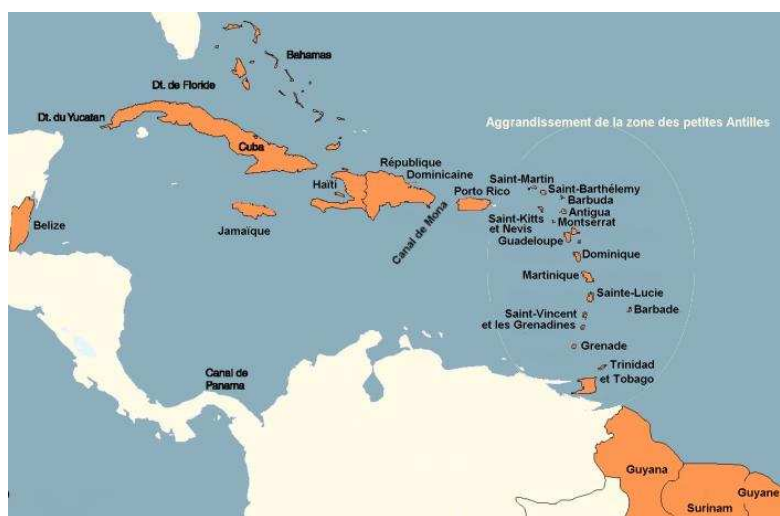 Bahamas
Dt. de Floride
Dt. du Yucatan
Aggrandissement de la zone des petites Antilles
Cuba
République
Dominicaine
Haïti
Porto Rico
Saint-Martin
Saint-Barthélemy
Barbuda
Antigua
Saint-Kitts
et Nevis
Montserrat
Belize
Jamaïque
Canal de Mona
Guadeloupe
Dominique
Martinique
Sainte-Lucie
Saint-Vincent
et les Grenadines
Barbade
Grenade
Trinidad
et Tobago
Canal de
Panama
Guyana
Guyane
Surinam